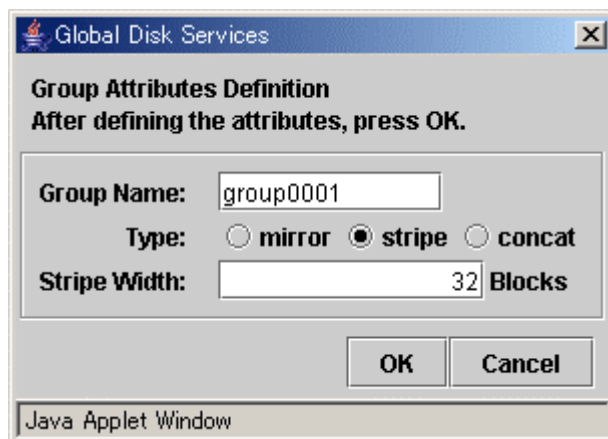 Global Disk Services
Group Attributes Definition
After defining the attributes, press OK.
Group Name: group0001
Type: mirror stripe concat
Stripe Width: 32 Blocks
OK Cancel
Java Applet Window